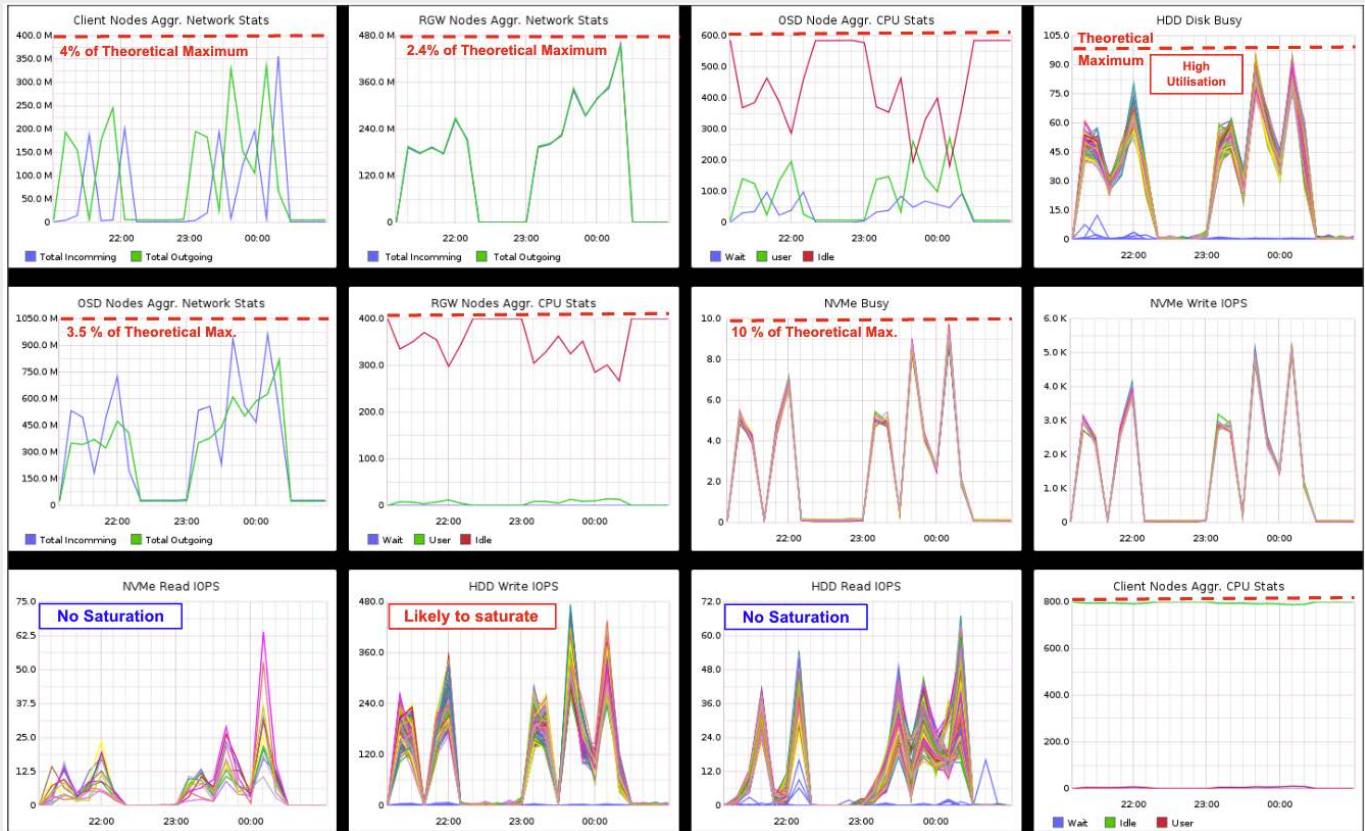 Client Nodes Aggr. Network Stats
400.0 M
4% of Theoretical Maximum
350.0 M
300.0 M
250.0 M
200.0 M
150.0 M
100.0 M
50.0 M
0
22:00 23:00 00:00
Total Incomming Total Outgoing
RGW Nodes Aggr. Network Stats
480.0 M
2.4% of Theoretical Maximum
360.0 M
240.0 M
120.0 M
0
22:00 23:00 00:00
Total Incomming Total Outgoing
OSD Node Aggr. CPU Stats
600.0
500.0
400.0
300.0
200.0
100.0
0
22:00 23:00 00:00
Wait user Idle
HDD Disk Busy
105.0
Theoretical
Maximum
High
Utilisation
90.0
75.0
60.0
45.0
30.0
15.0
0
22:00 23:00 00:00
OSD Nodes Aggr. Network Stats
1050.0 M
3.5 % of Theoretical Max.
900.0 M
750.0 M
600.0 M
450.0 M
300.0 M
150.0 M
0
22:00 23:00 00:00
Total Incomming Total Outgoing
RGW Nodes Aggr. CPU Stats
400.0
300.0
200.0
100.0
0
22:00 23:00 00:00
Wait User Idle
NVMe Busy
10.0
10 % of Theoretical Max.
8.0
6.0
4.0
2.0
0
22:00 23:00 00:00
NVMe Write IOPS
6.0 K
5.0 K
4.0 K
3.0 K
2.0 K
1.0 K
0
22:00 23:00 00:00
NVMe Read IOPS
75.0
No Saturation
62.5
50.0
37.5
25.0
12.5
0
22:00 23:00 00:00
HDD Write IOPS
480.0
Likely to saturate
360.0
240.0
120.0
0
22:00 23:00 00:00
HDD Read IOPS
72.0
No Saturation
60.0
48.0
36.0
24.0
12.0
0
22:00 23:00 00:00
Client Nodes Aggr. CPU Stats
800.0
600.0
400.0
200.0
0
22:00 23:00 00:00
Wait Idle User